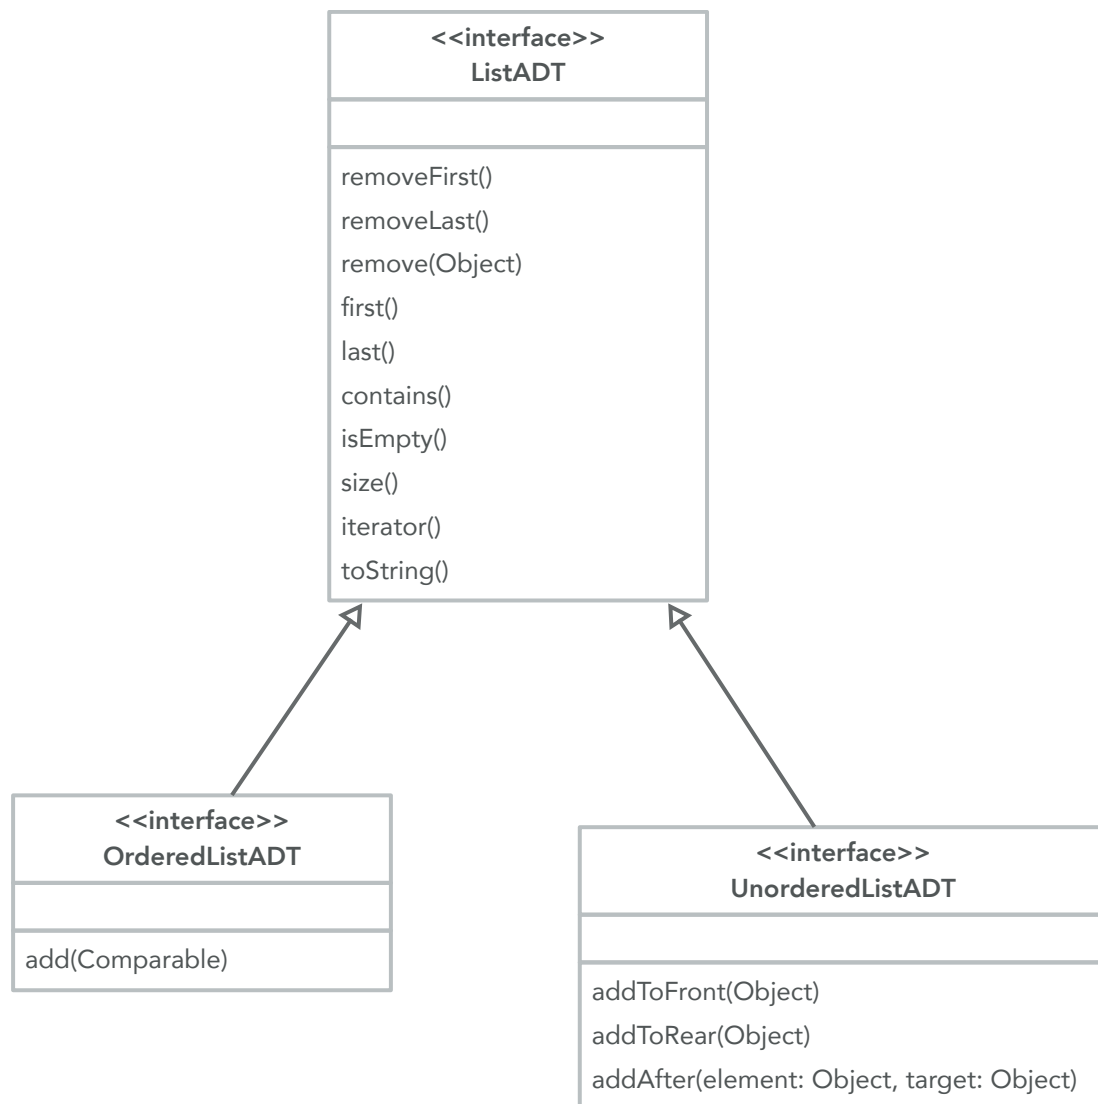 <<interface>>
ListADT
removeFirst()
removeLast()
remove(Object)
first()
last()
contains()
isEmpty()
size()
iterator()
toString()
<<interface>>
OrderedListADT
add(Comparable)
<<interface>>
UnorderedListADT
addToFront(Object)
addToRear(Object)
addAfter(element: Object, target: Object)